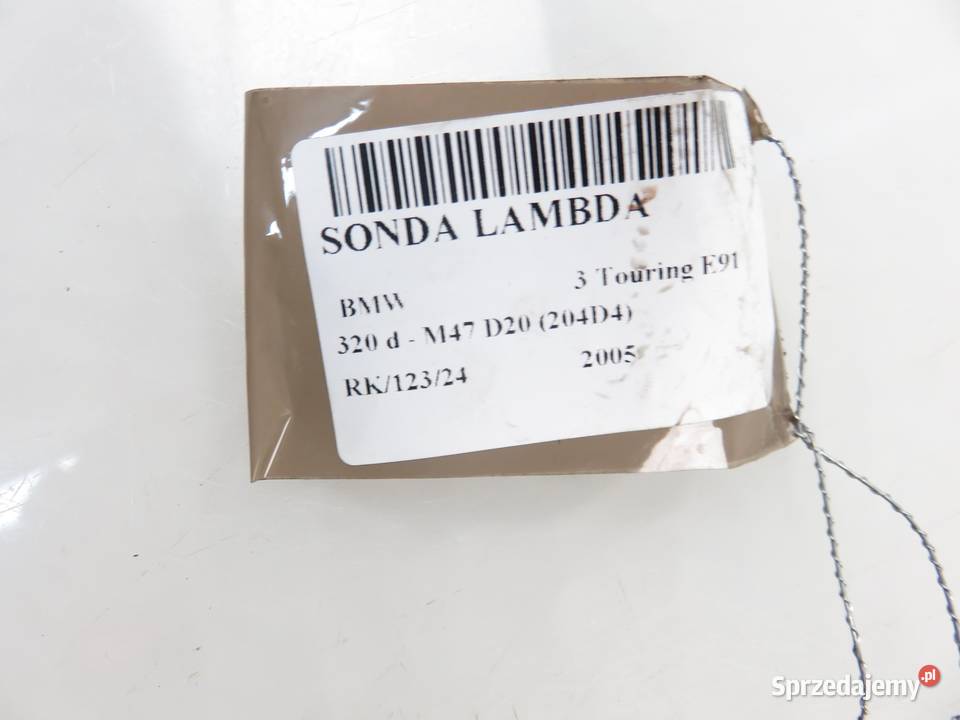 SONDA LAMBDA
BMW 3 Touring E91
320 d - M47 D20 (204D4)
RK/123/24 2005
Sprzedajemy.pl